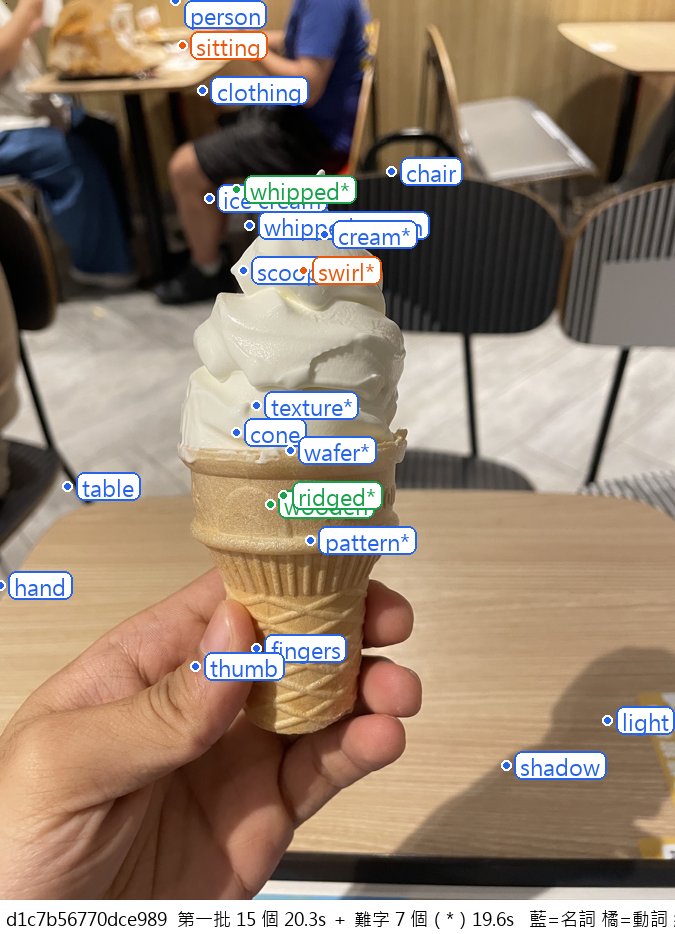 person
sitting
clothing
chair
whipped*
ice cream
whipped cream
cream*
scoop
swirl*
texture*
cone
wafer*
table
ridged*
wooden
pattern*
hand
fingers
thumb
light
shadow
d1c7b56770dce989 第一批 15 個 20.3s + 難字 7 個 (*) 19.6s 藍=名詞 橘=動詞